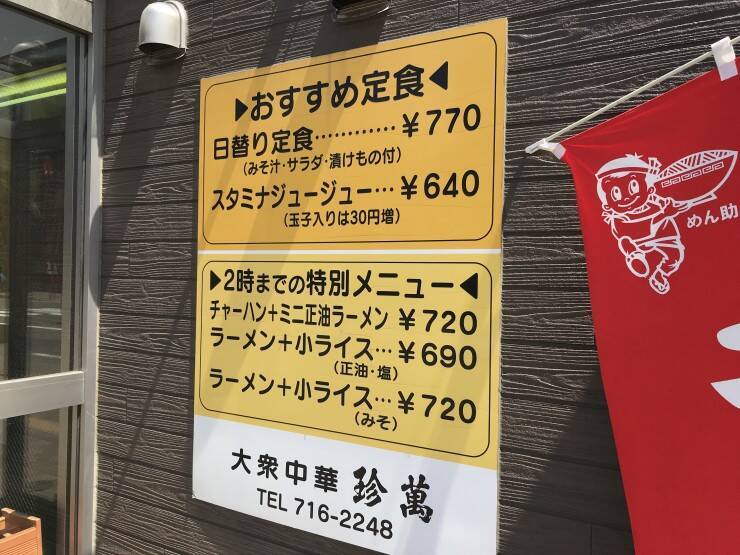 ▶おすすめ定食◀
日替り定食…………¥770
(みそ汁・サラダ・漬けもの付)
スタミナジュージュー…¥640
(玉子入りは30円増)
▶2時までの特別メニュー◀
チャーハン+ミニ正油ラーメン ¥720
ラーメン+小ライス…¥690
(正油・塩)
ラーメン+小ライス…¥720
(みそ)
大衆中華 珍萬
TEL 716-2248
めん助